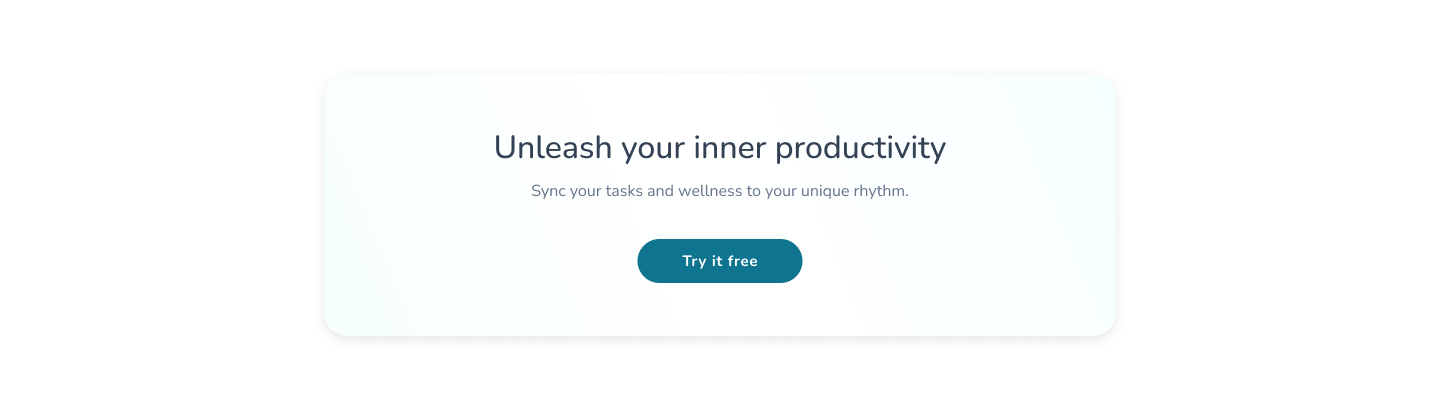 Unleash your inner productivity
Sync your tasks and wellness to your unique rhythm.
Try it free